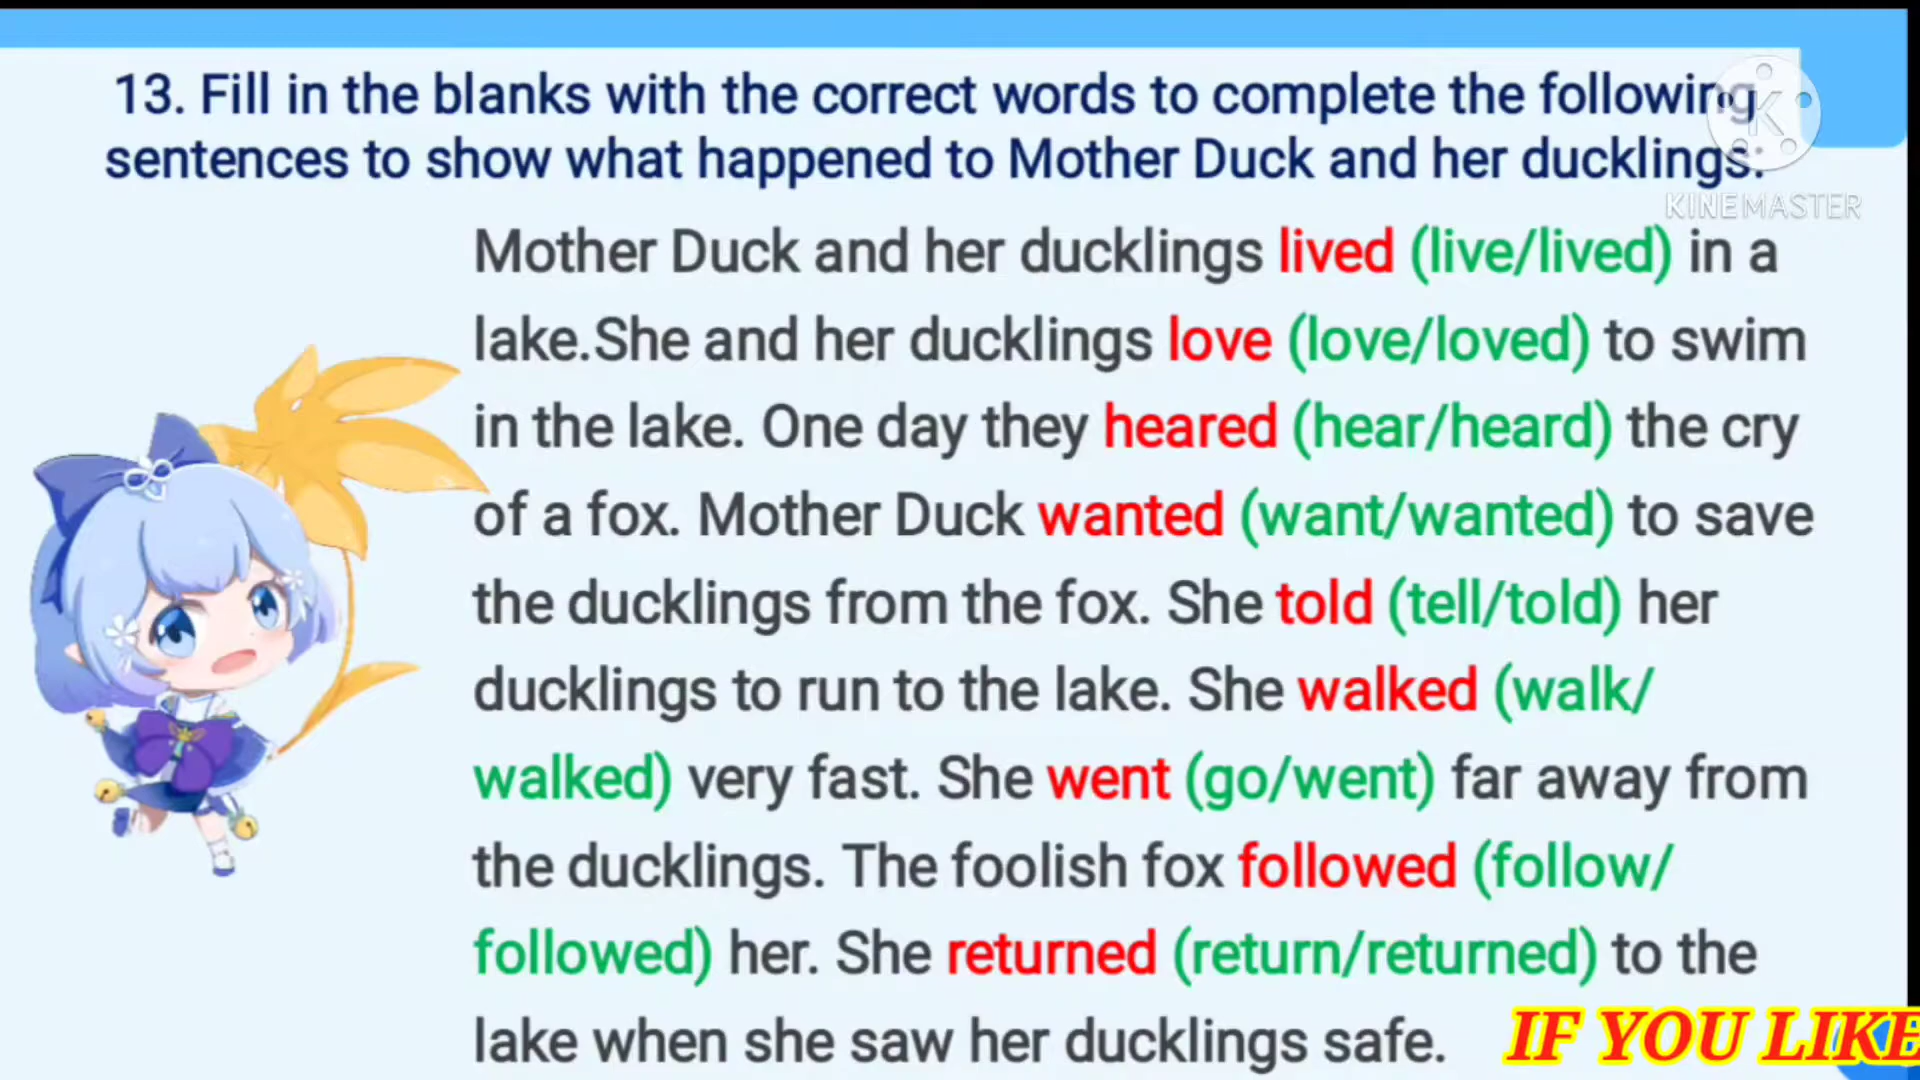 13. Fill in the blanks with the correct words to complete the following
sentences to show what happened to Mother Duck and her ducklings:
K
KINEMASTER
Mother Duck and her ducklings lived (live/lived) in a
lake.She and her ducklings love (love/loved) to swim
in the lake. One day they heared (hear/heard) the cry
of a fox. Mother Duck wanted (want/wanted) to save
the ducklings from the fox. She told (tell/told) her
ducklings to run to the lake. She walked (walk/
walked) very fast. She went (go/went) far away from
the ducklings. The foolish fox followed (follow/
followed) her. She returned (return/returned) to the
lake when she saw her ducklings safe.
IF YOU LIKE